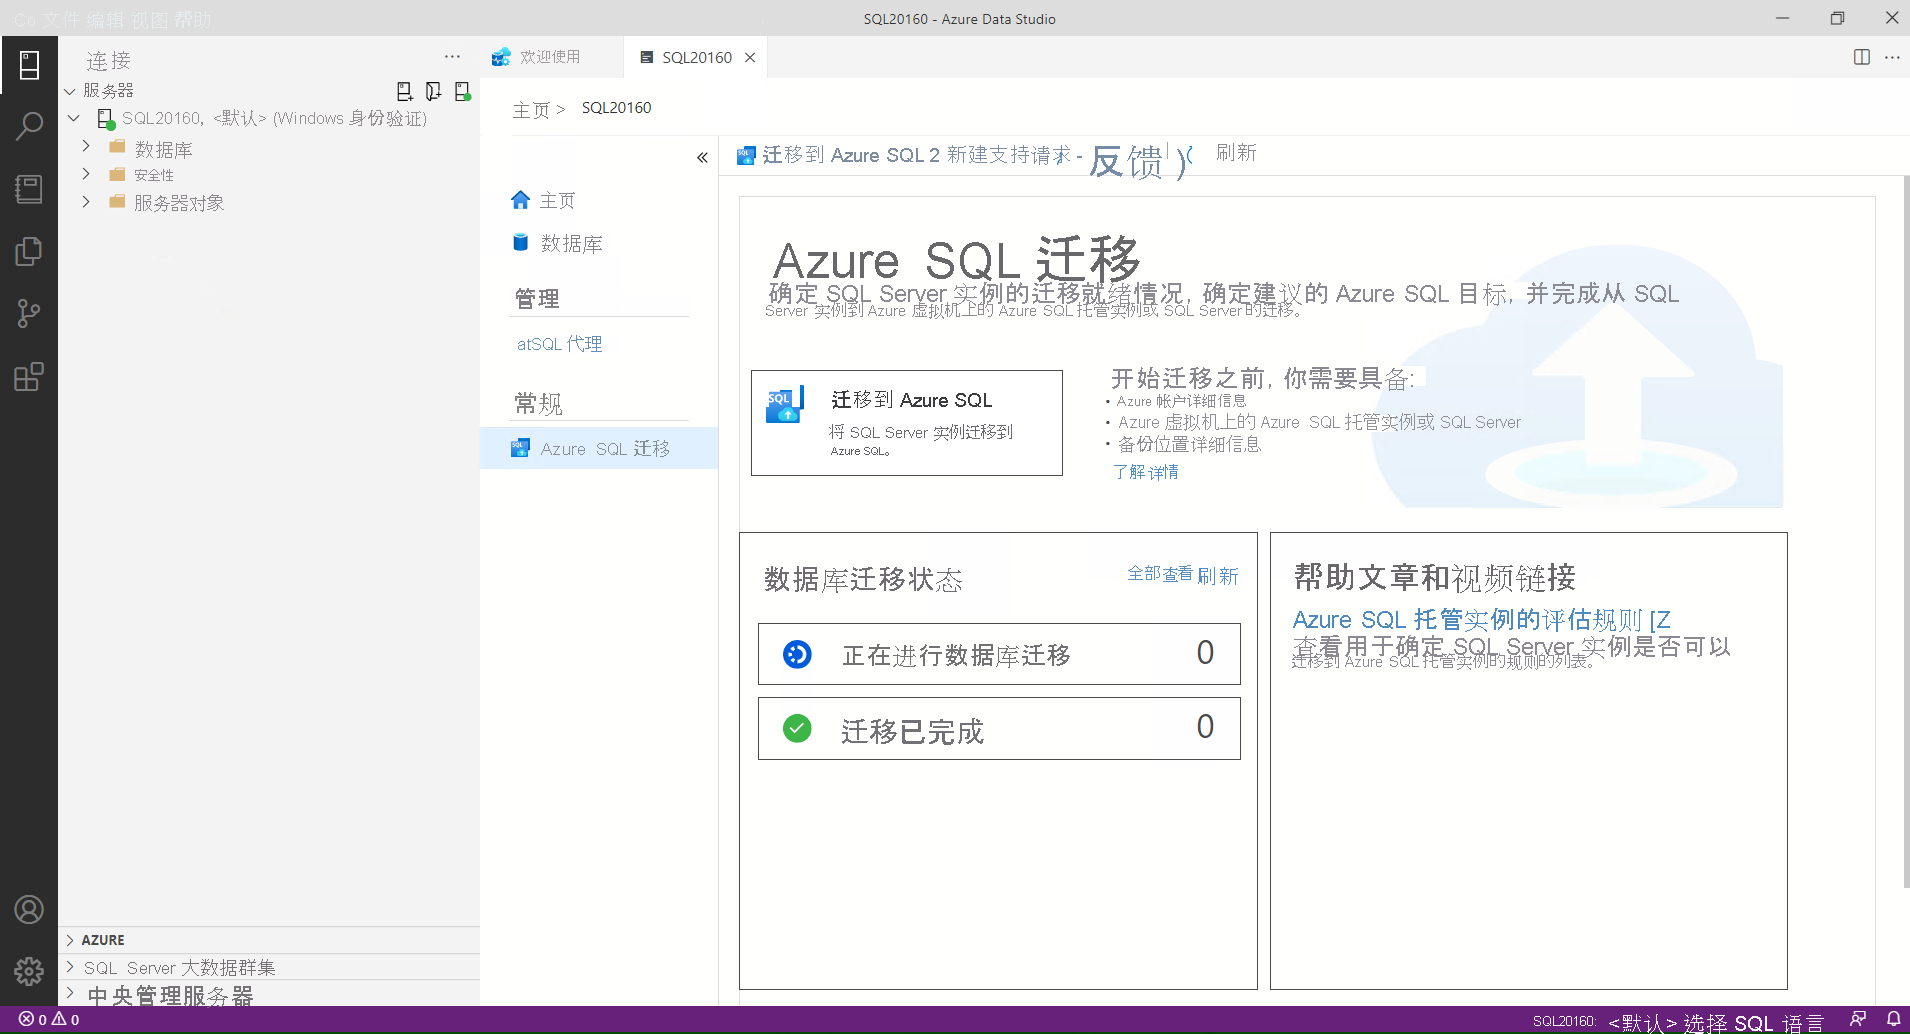 Co 文件 编辑 视图 帮助
SQL20160 - Azure Data Studio
连接
欢迎使用
SQL20160
服务器
主页 > SQL20160
SQL20160, <默认> (Windows 身份验证)
数据库
安全性
服务器对象
主页
数据库
管理
atSQL 代理
常规
Azure SQL 迁移
迁移到 Azure SQL 2 新建支持请求 - 反馈 刷新
Azure SQL 迁移
确定 SQL Server 实例的迁移就绪情况, 确定建议的 Azure SQL 目标, 并完成从 SQL
Server 实例到 Azure 虚拟机上的 Azure SQL 托管实例或 SQL Server 的迁移。
迁移到 Azure SQL
将 SQL Server 实例迁移到
Azure SQL。
开始迁移之前, 你需要具备:
• Azure 帐户详细信息
• Azure 虚拟机上的 Azure SQL 托管实例或 SQL Server
• 备份位置详细信息
了解详情
数据库迁移状态
全部查看 刷新
正在进行数据库迁移 0
迁移已完成 0
帮助文章和视频链接
Azure SQL 托管实例的评估规则 [Z
查看用于确定 SQL Server 实例是否可以
迁移到 Azure SQL 托管实例的规则的列表。
AZURE
SQL Server 大数据群集
中央管理服务器
0 0
SQL20160: <默认> 选择 SQL 语言